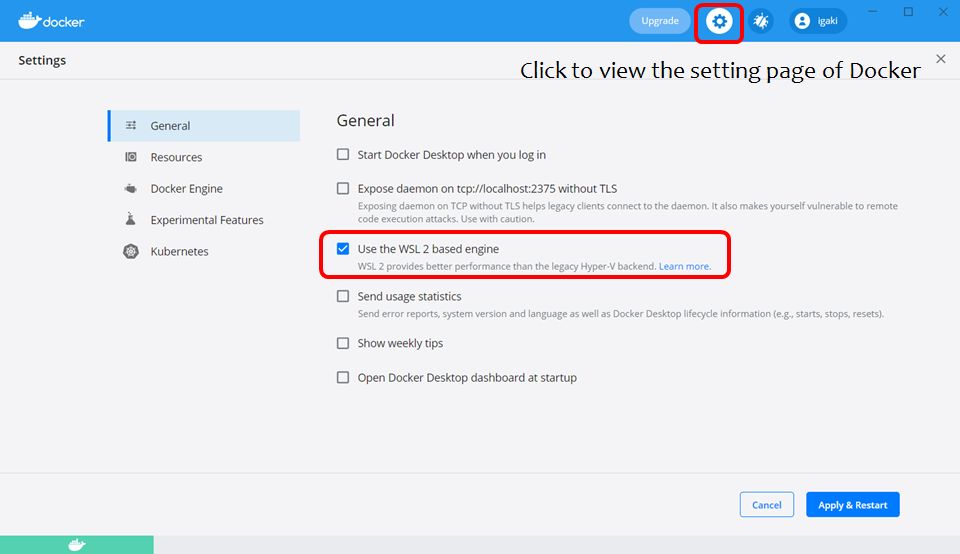 docker
Upgrade
igaki
Settings
Click to view the setting page of Docker
General
Resources
Docker Engine
Experimental Features
Kubernetes
General
Start Docker Desktop when you log in
Expose daemon on tcp://localhost:2375 without TLS
Exposing daemon on TCP without TLS helps legacy clients connect to the daemon. It also makes yourself vulnerable to remote
code execution attacks. Use with caution.
Use the WSL 2 based engine
WSL 2 provides better performance than the legacy Hyper-V backend. Learn more.
Send usage statistics
Send error reports, system version and language as well as Docker Desktop lifecycle information (e.g., starts, stops, resets).
Show weekly tips
Open Docker Desktop dashboard at startup
Cancel
Apply & Restart